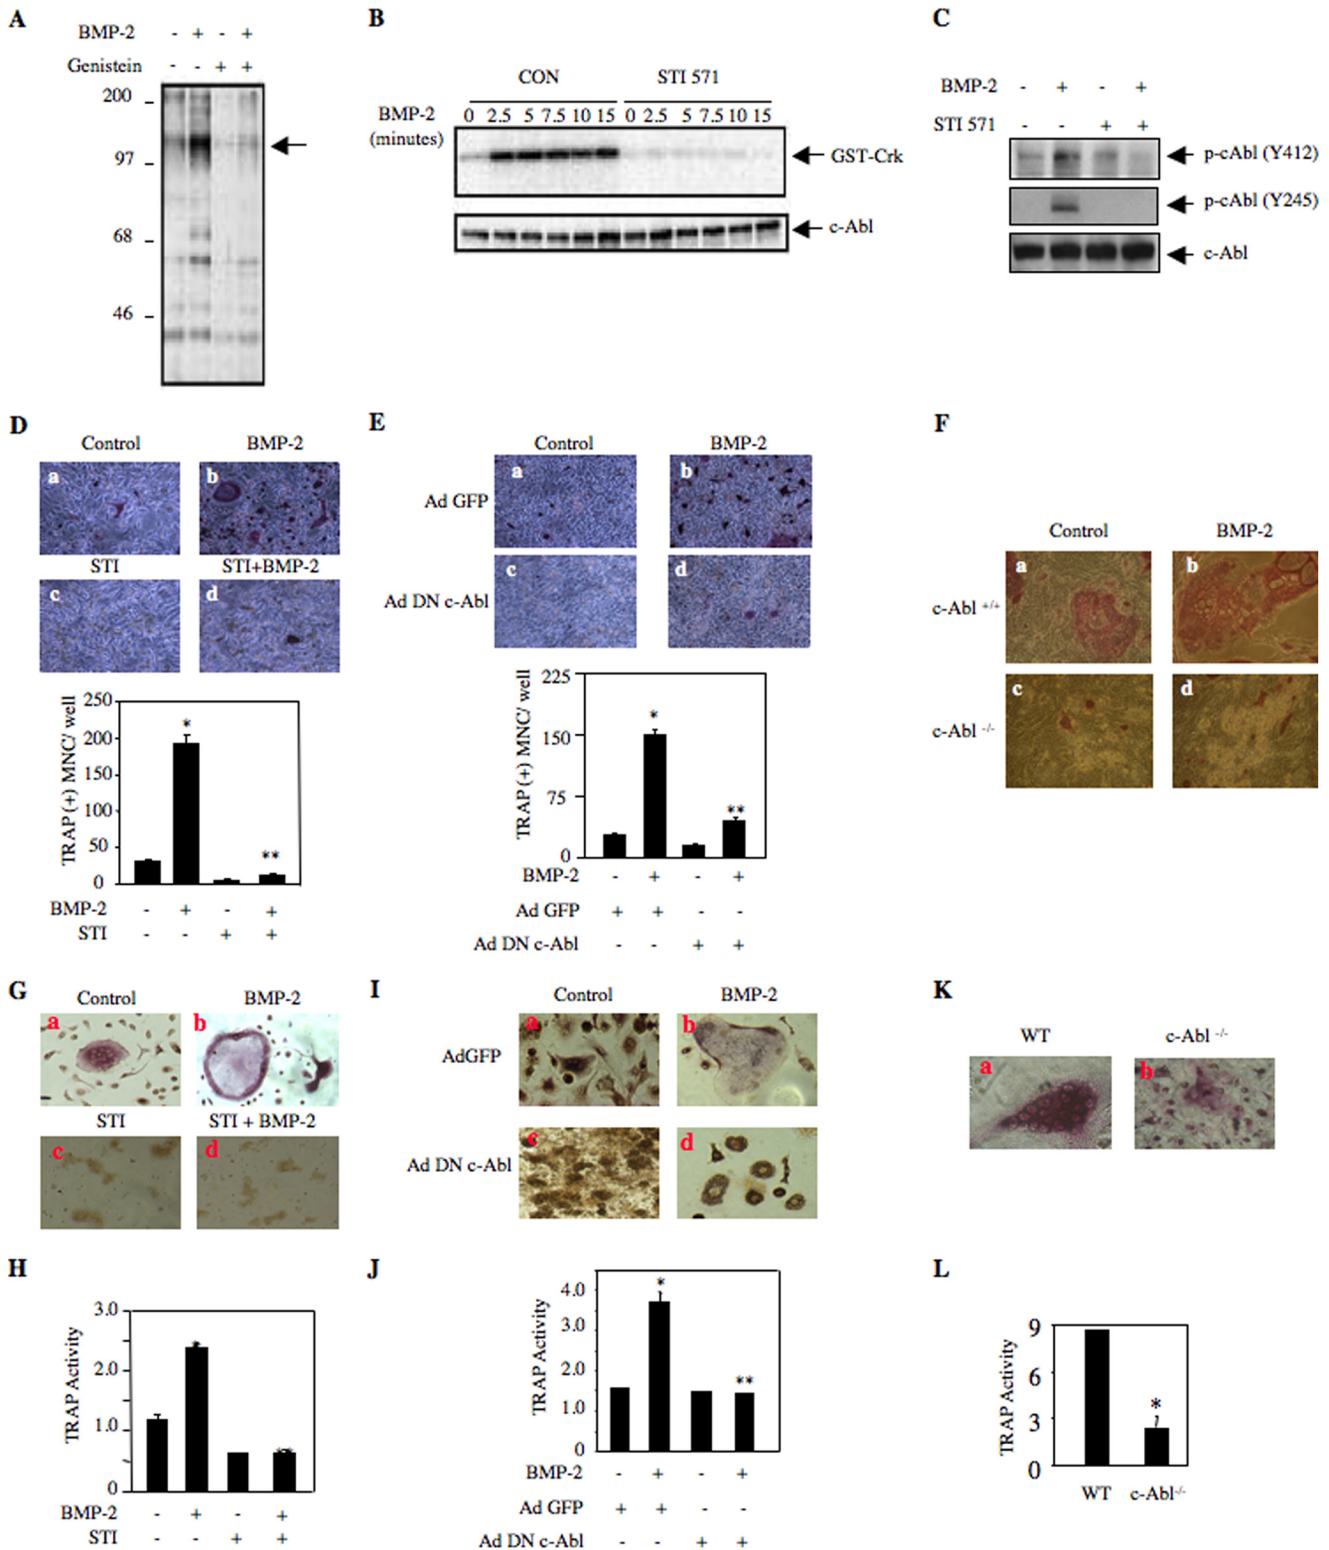 A
BMP-2 - + - +
Genistein - - + +
200
97
68
46
B
CON STI 571
BMP-2 0 2.5 5 7.5 10 15 0 2.5 5 7.5 10 15
(minutes)
GST-Crk
c-Abl
C
BMP-2 - + - +
STI 571 - - + +
p-cAbl (Y412)
p-cAbl (Y245)
c-Abl
D
Control BMP-2
a b
STI STI+BMP-2
c d
TRAP (+) MNC/ well
250
200
150
100
50
0
*
**
BMP-2 - + - +
STI - - + +
E
Control BMP-2
Ad GFP
a b
Ad DN c-Abl
c d
TRAP (+) MNC/ well
225
150
75
0
*
**
BMP-2 - + - +
Ad GFP + + - -
Ad DN c-Abl - - + +
F
Control BMP-2
c-Abl +/+
a b
c-Abl -/-
c d
G
Control BMP-2
a b
STI STI + BMP-2
c d
I
Control BMP-2
AdGFP
a b
Ad DN c-Abl
c d
K
WT c-Abl -/-
a b
H
TRAP Activity
3.0
2.0
1.0
0
*
**
BMP-2 - + - +
STI - - + +
J
TRAP Activity
4.0
3.0
2.0
1.0
0
*
**
BMP-2 - + - +
Ad GFP + + - -
Ad DN c-Abl - - + +
L
TRAP Activity
9
6
3
0
*
WT c-Abl-/-